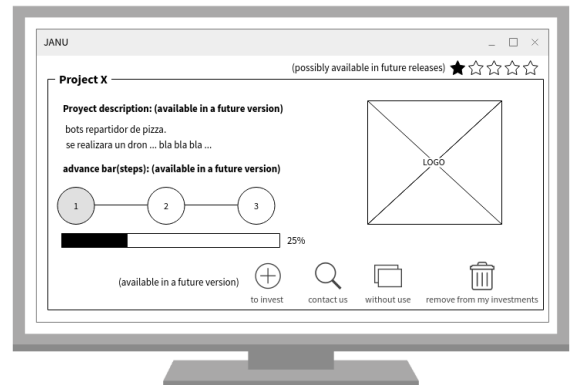 JANU
(possibly available in future releases)
Project X
Proyect description: (available in a future version)
bots repartidor de pizza.
se realizara un dron ... bla bla bla ...
LOGO
advance bar(steps): (available in a future version)
1 2 3
25%
(available in a future version)
to invest contact us without use remove from my investments